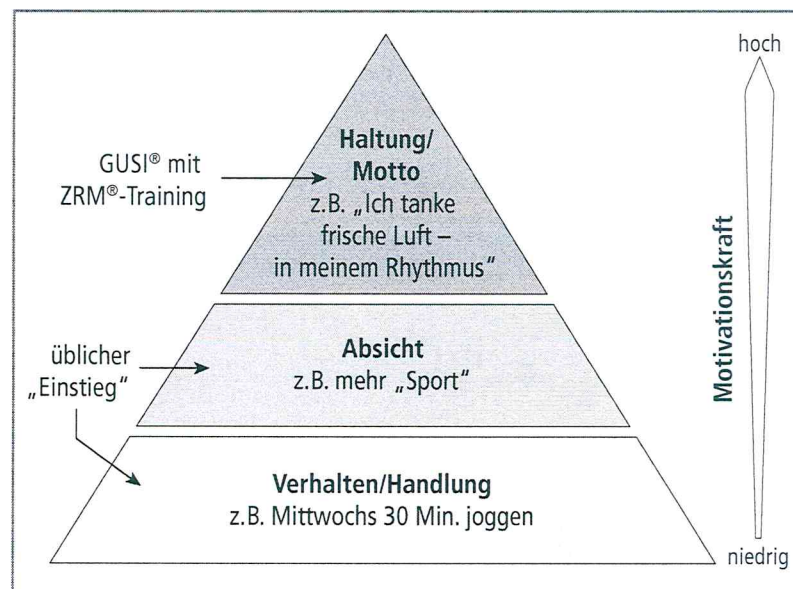 hoch
Haltung/
Motto
z.B. „Ich tanke
frische Luft –
in meinem Rhythmus“
GUSI® mit
ZRM®-Training
Absicht
z.B. mehr „Sport“
üblicher
„Einstieg“
Verhalten/Handlung
z.B. Mittwochs 30 Min. joggen
Motivationskraft
niedrig